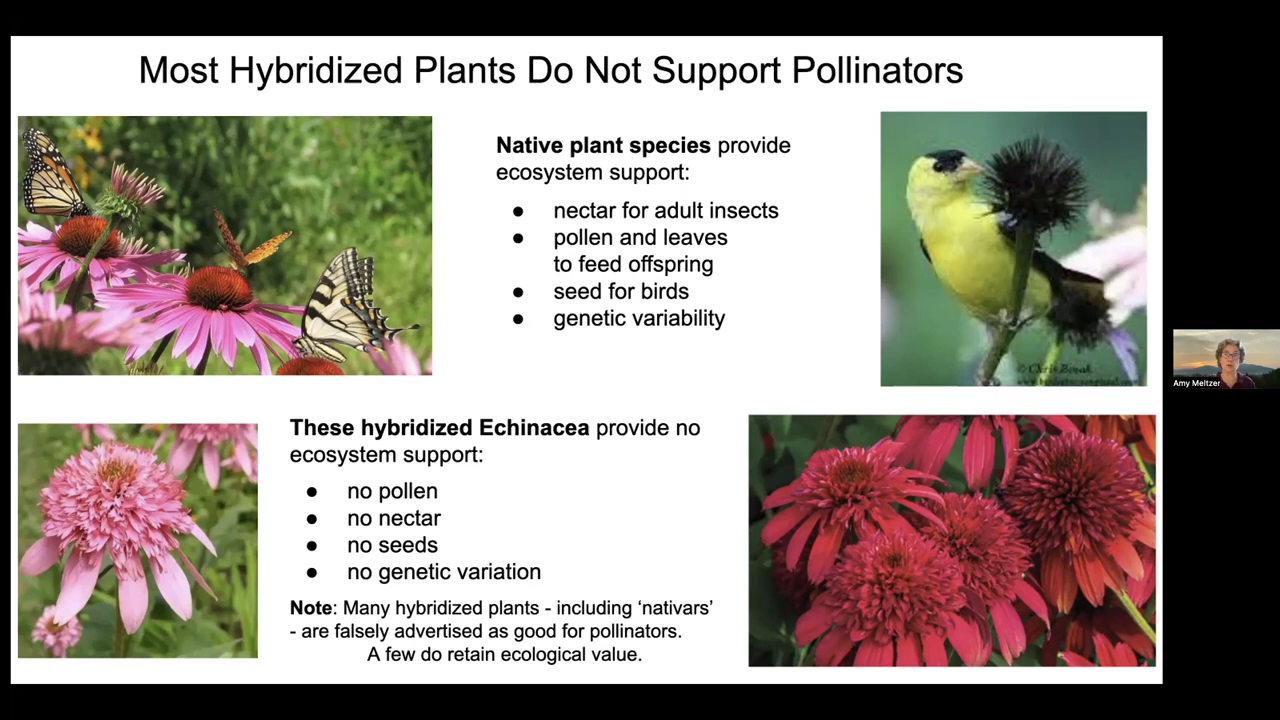 Most Hybridized Plants Do Not Support Pollinators
Native plant species provide
ecosystem support:
● nectar for adult insects
● pollen and leaves
to feed offspring
● seed for birds
● genetic variability
© Chris Bosak
These hybridized Echinacea provide no
ecosystem support:
● no pollen
● no nectar
● no seeds
● no genetic variation
Note: Many hybridized plants - including ‘nativars’
- are falsely advertised as good for pollinators.
A few do retain ecological value.
Amy Meltzer